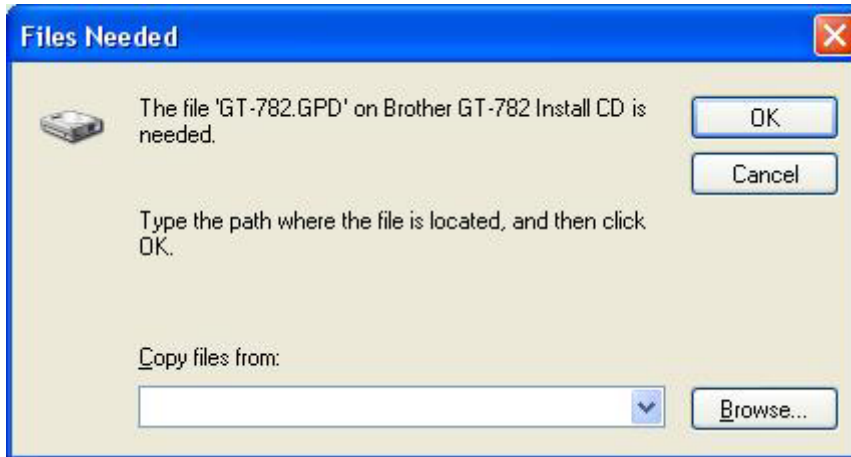 Files Needed
The file 'GT-782.GPD' on Brother GT-782 Install CD is
needed.
OK
Cancel
Type the path where the file is located, and then click
OK.
Copy files from:
Browse...